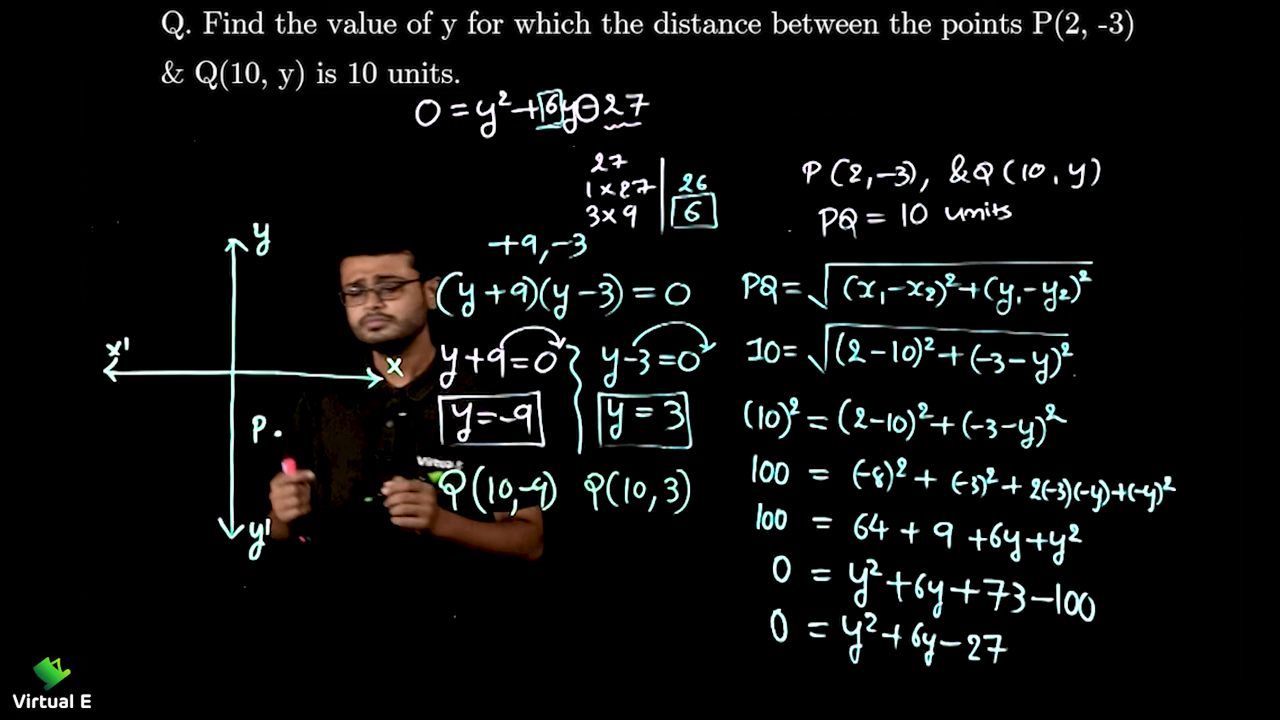 Q. Find the value of y for which the distance between the points P(2, -3)
& Q(10, y) is 10 units.
0 = y² + 6y - 27
27
1 x 27 | 26
3 x 9 | 6
+9, -3
(y + 9)(y - 3) = 0
y + 9 = 0 } y - 3 = 0
y = -9 } y = 3
Q(10, -9) Q(10, 3)
P(2, -3), & Q(10, y)
PQ = 10 units
PQ = √(x₁ - x₂)² + (y₁ - y₂)²
10 = √(2 - 10)² + (-3 - y)²
(10)² = (2 - 10)² + (-3 - y)²
100 = (-8)² + (-3)² + 2(-3)(-y) + (-y)²
100 = 64 + 9 + 6y + y²
0 = y² + 6y + 73 - 100
0 = y² + 6y - 27
y
x'
x
P.
y'
Virtual E
Virtual E